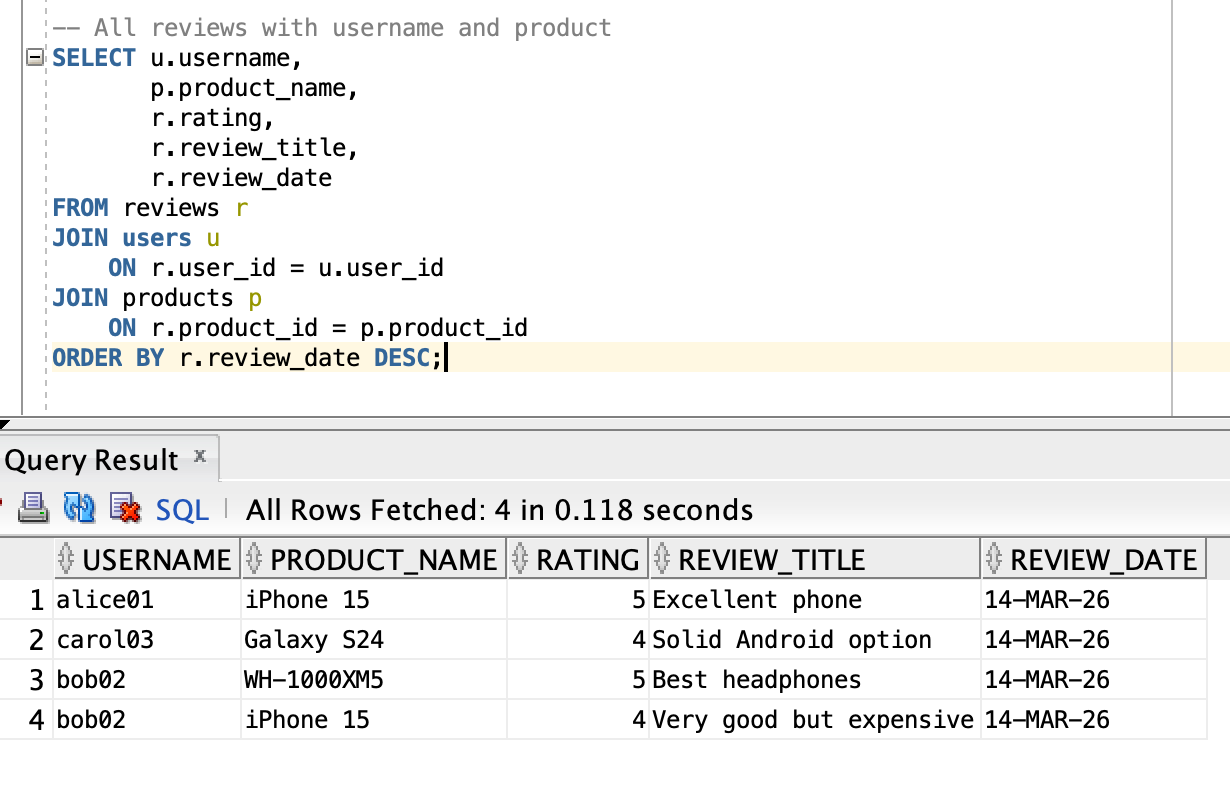 -- All reviews with username and product
SELECT u.username,
       p.product_name,
       r.rating,
       r.review_title,
       r.review_date
FROM reviews r
JOIN users u
    ON r.user_id = u.user_id
JOIN products p
    ON r.product_id = p.product_id
ORDER BY r.review_date DESC;
Query Result x
SQL | All Rows Fetched: 4 in 0.118 seconds
USERNAME PRODUCT_NAME RATING REVIEW_TITLE REVIEW_DATE
1 alice01 iPhone 15 5 Excellent phone 14-MAR-26
2 carol03 Galaxy S24 4 Solid Android option 14-MAR-26
3 bob02 WH-1000XM5 5 Best headphones 14-MAR-26
4 bob02 iPhone 15 4 Very good but expensive 14-MAR-26